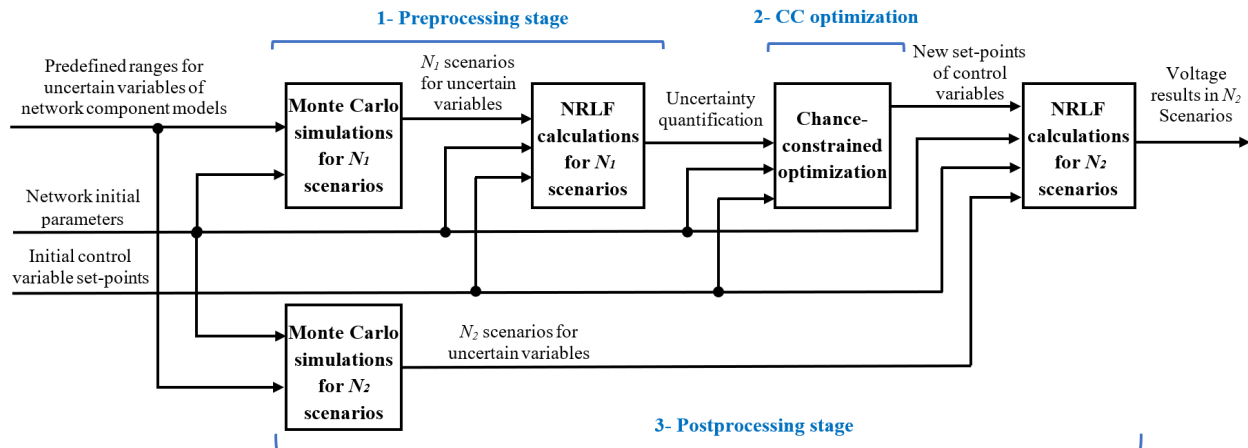 1- Preprocessing stage
2- CC optimization
Predefined ranges for
uncertain variables of
network component models
Monte Carlo
simulations
for N1
scenarios
N1 scenarios
for uncertain
variables
NRLF
calculations
for N1
scenarios
Uncertainty
quantification
Chance-
constrained
optimization
New set-points
of control
variables
NRLF
calculations
for N2
scenarios
Voltage
results in N2
Scenarios
Network initial
parameters
Initial control
variable set-points
Monte Carlo
simulations
for N2
scenarios
N2 scenarios for
uncertain variables
3- Postprocessing stage